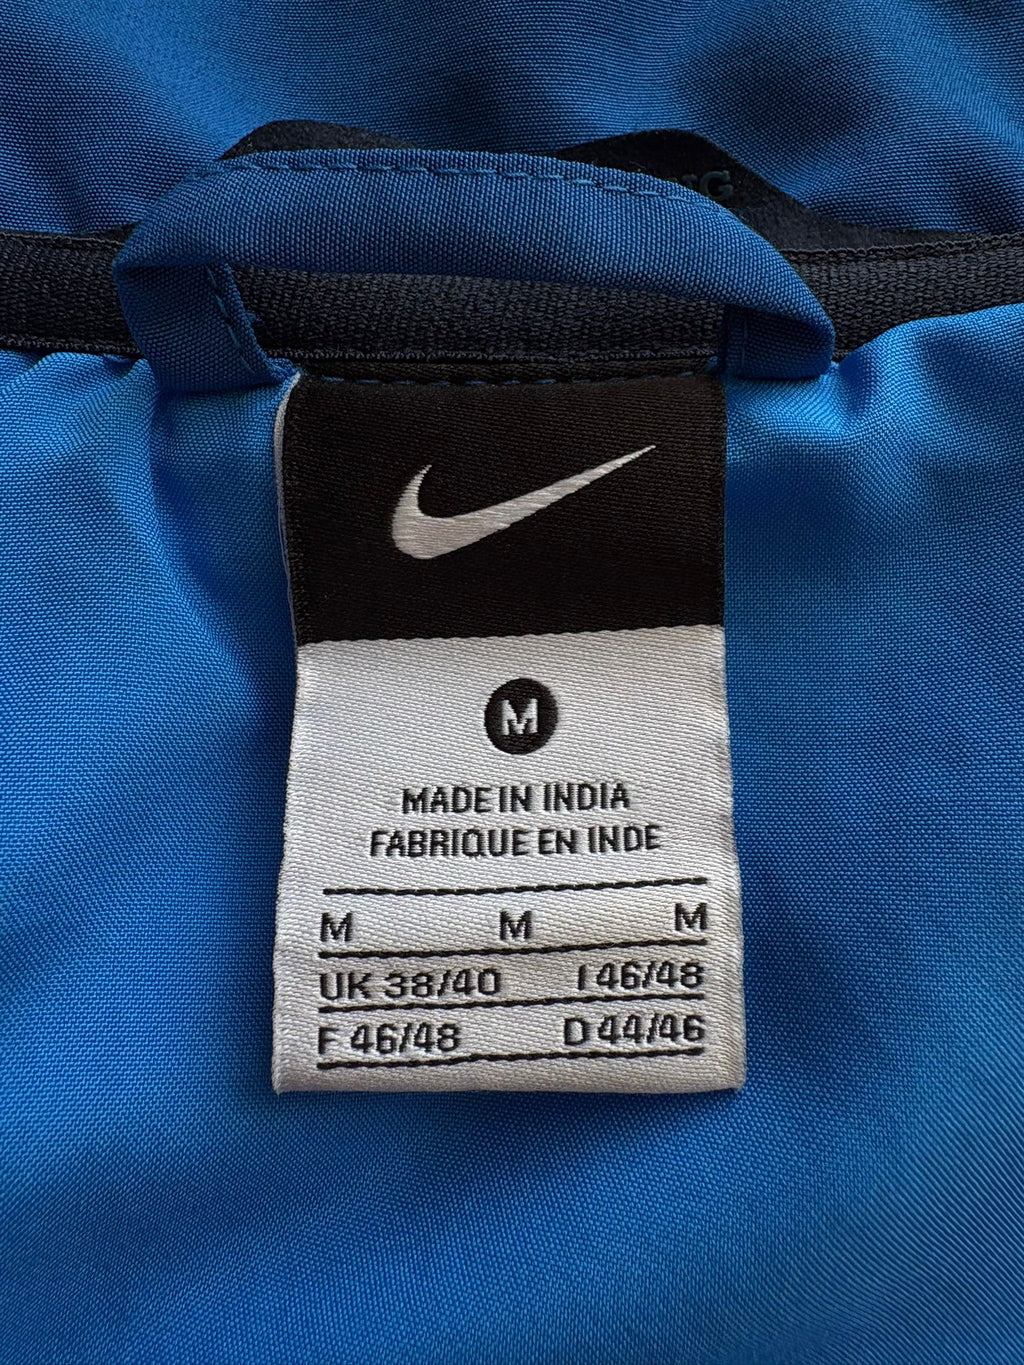 M
MADE IN INDIA
FABRIQUE EN INDE
M M M
UK 38/40 I 46/48
F 46/48 D 44/46